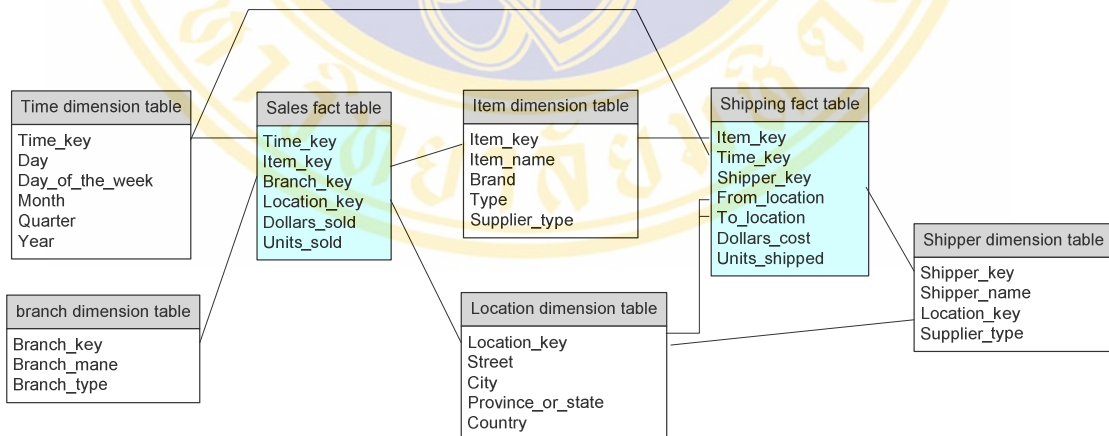 Time dimension table
Time_key
Day
Day_of_the_week
Month
Quarter
Year
Sales fact table
Time_key
Item_key
Branch_key
Location_key
Dollars_sold
Units_sold
Item dimension table
Item_key
Item_name
Brand
Type
Supplier_type
Shipping fact table
Item_key
Time_key
Shipper_key
From_location
To_location
Dollars_cost
Units_shipped
Shipper dimension table
Shipper_key
Shipper_name
Location_key
Supplier_type
branch dimension table
Branch_key
Branch_mane
Branch_type
Location dimension table
Location_key
Street
City
Province_or_state
Country